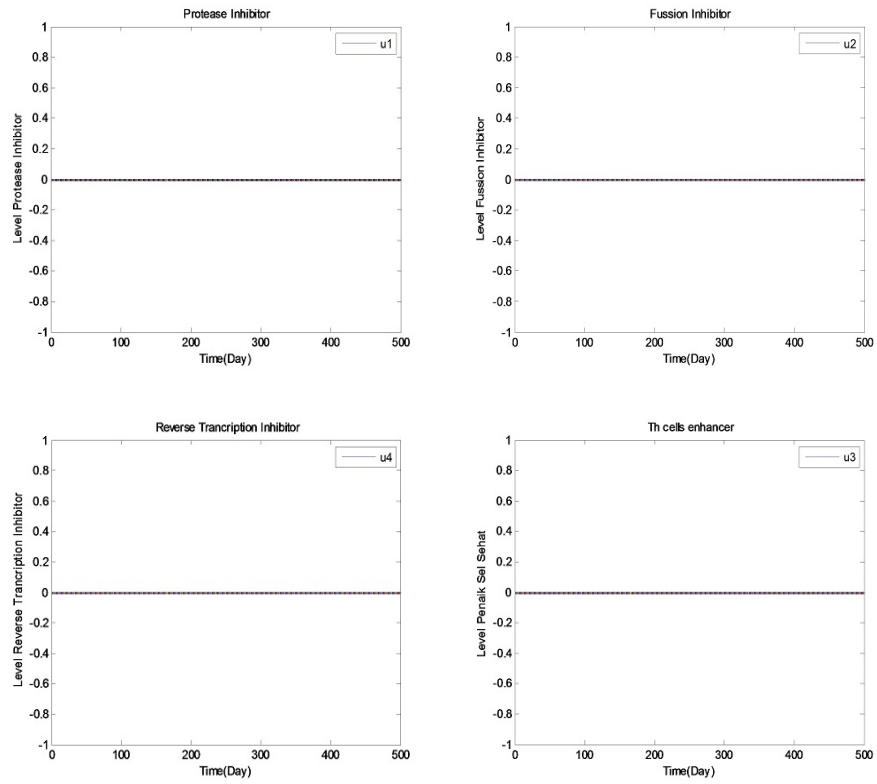 Protease Inhibitor
u1
1
0.8
0.6
0.4
0.2
0
-0.2
-0.4
-0.6
-0.8
-1
Level Protease Inhibitor
0 100 200 300 400 500
Time(Day)
Fussion Inhibitor
u2
1
0.8
0.6
0.4
0.2
0
-0.2
-0.4
-0.6
-0.8
-1
Level Fussion Inhibitor
0 100 200 300 400 500
Time(Day)
Reverse Trancription Inhibitor
u4
1
0.8
0.6
0.4
0.2
0
-0.2
-0.4
-0.6
-0.8
-1
Level Reverse Trancription Inhibitor
0 100 200 300 400 500
Time(Day)
Th cells enhancer
u3
1
0.8
0.6
0.4
0.2
0
-0.2
-0.4
-0.6
-0.8
-1
Level Penaik Sel Sehat
0 100 200 300 400 500
Time(Day)